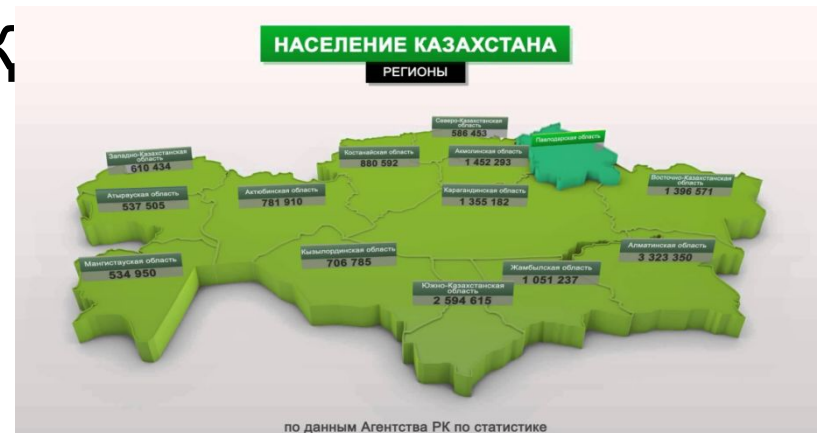 Қ
НАСЕЛЕНИЕ КАЗАХСТАНА
РЕГИОНЫ
Северо-Казахстанская
область
586 453
Павлодарская область
Западно-Казахстанская
область
610 434
Костанайская область
880 592
Акмолинская область
1 452 293
Восточно-Казахстанская
область
1 396 571
Атырауская область
537 505
Актюбинская область
781 910
Карагандинская область
1 355 182
Мангистауская область
534 950
Кызылординская область
706 785
Алматинская область
3 323 350
Жамбылская область
1 051 237
Южно-Казахстанская
область
2 594 615
по данным Агентства РК по статистике